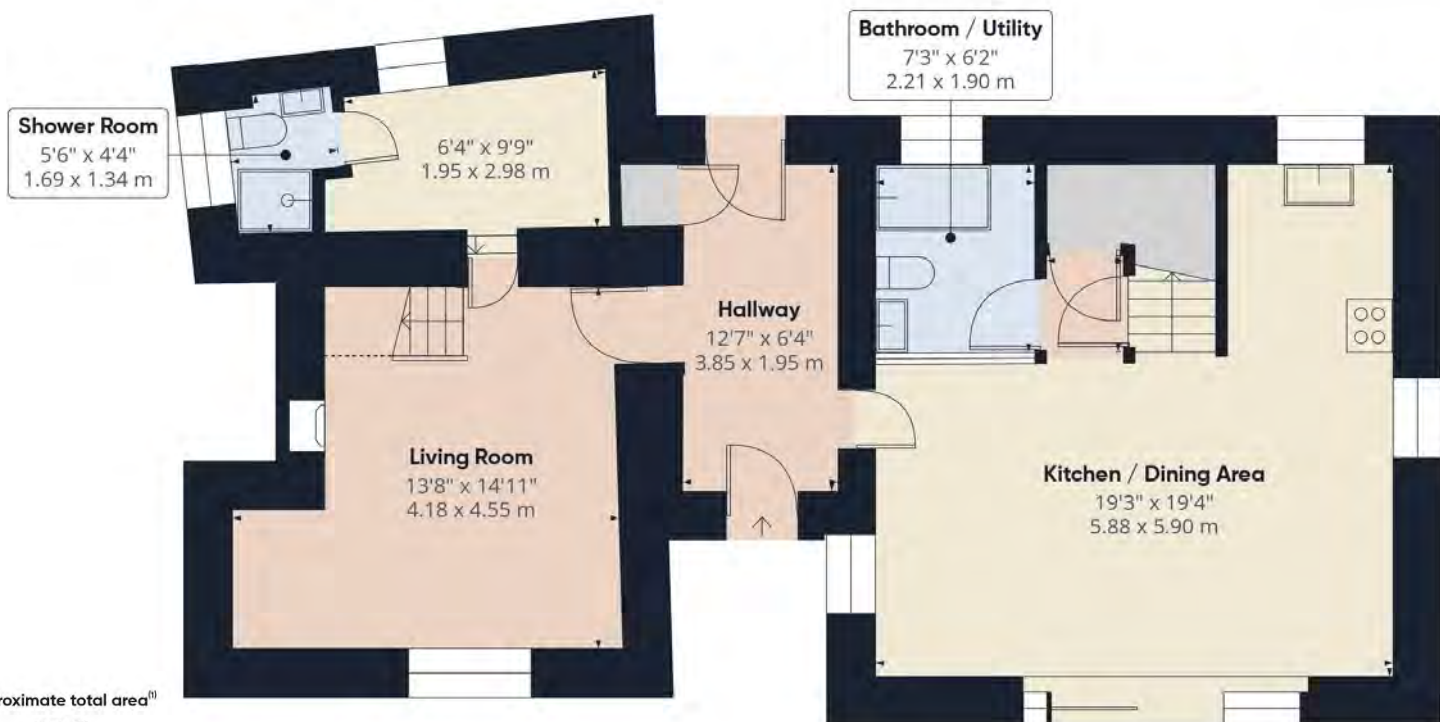 Bathroom / Utility
7'3" x 6'2"
2.21 x 1.90 m
Shower Room
5'6" x 4'4"
1.69 x 1.34 m
6'4" x 9'9"
1.95 x 2.98 m
Hallway
12'7" x 6'4"
3.85 x 1.95 m
Living Room
13'8" x 14'11"
4.18 x 4.55 m
Kitchen / Dining Area
19'3" x 19'4"
5.88 x 5.90 m
roximate total area⁽¹⁾